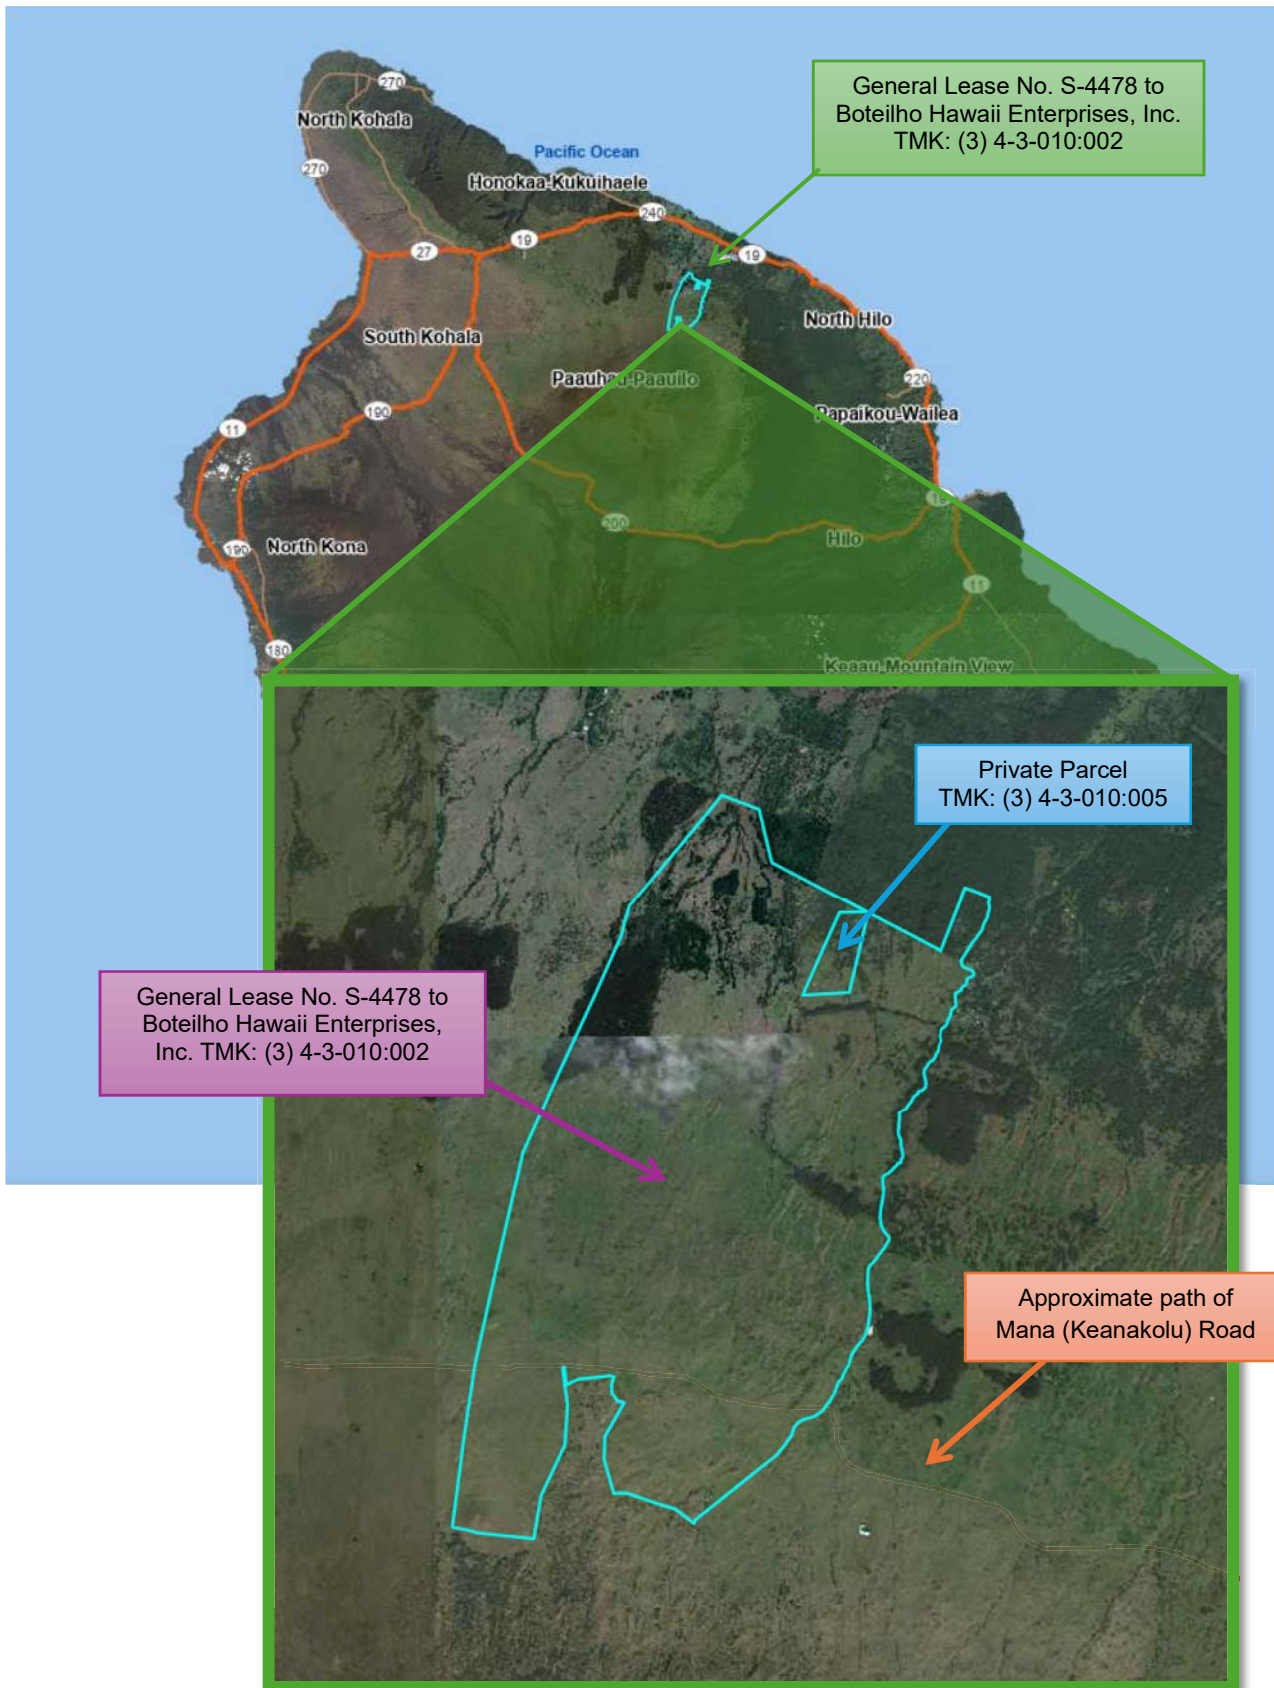 270
North Kohala
General Lease No. S-4478 to
Boteilho Hawaii Enterprises, Inc.
TMK: (3) 4-3-010:002
Pacific Ocean
270
Honokaa-Kukuihaele
240
19
27
19
North Hilo
South Kohala
Paauhau-Paauilo
220
190
Papaikou-Wailea
11
19
200
Hilo
190
North Kona
11
180
Keaau-Mountain View
Private Parcel
TMK: (3) 4-3-010:005
General Lease No. S-4478 to
Boteilho Hawaii Enterprises,
Inc. TMK: (3) 4-3-010:002
Approximate path of
Mana (Keanakolu) Road